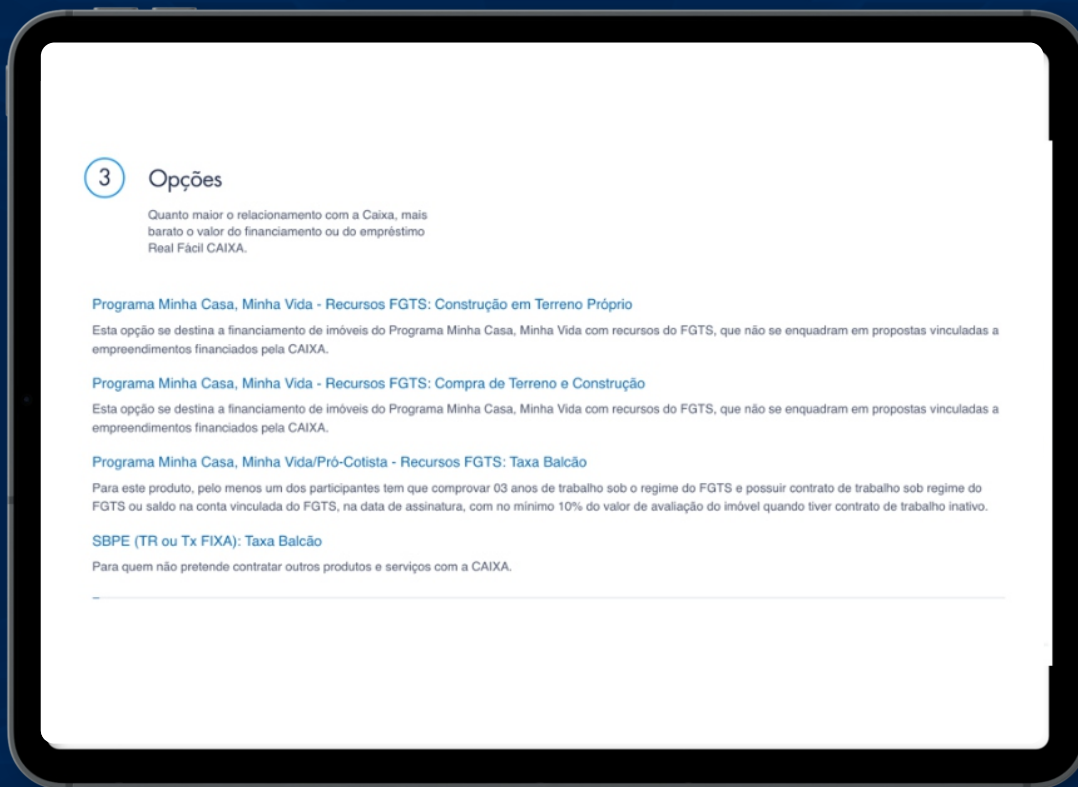 3 Opções
Quanto maior o relacionamento com a Caixa, mais
barato o valor do financiamento ou do empréstimo
Real Fácil CAIXA.
Programa Minha Casa, Minha Vida - Recursos FGTS: Construção em Terreno Próprio
Esta opção se destina a financiamento de imóveis do Programa Minha Casa, Minha Vida com recursos do FGTS, que não se enquadram em propostas vinculadas a
empreendimentos financiados pela CAIXA.
Programa Minha Casa, Minha Vida - Recursos FGTS: Compra de Terreno e Construção
Esta opção se destina a financiamento de imóveis do Programa Minha Casa, Minha Vida com recursos do FGTS, que não se enquadram em propostas vinculadas a
empreendimentos financiados pela CAIXA.
Programa Minha Casa, Minha Vida/Pró-Cotista - Recursos FGTS: Taxa Balcão
Para este produto, pelo menos um dos participantes tem que comprovar 03 anos de trabalho sob o regime do FGTS e possuir contrato de trabalho sob regime do
FGTS ou saldo na conta vinculada do FGTS, na data de assinatura, com no mínimo 10% do valor de avaliação do imóvel quando tiver contrato de trabalho inativo.
SBPE (TR ou Tx FIXA): Taxa Balcão
Para quem não pretende contratar outros produtos e serviços com a CAIXA.